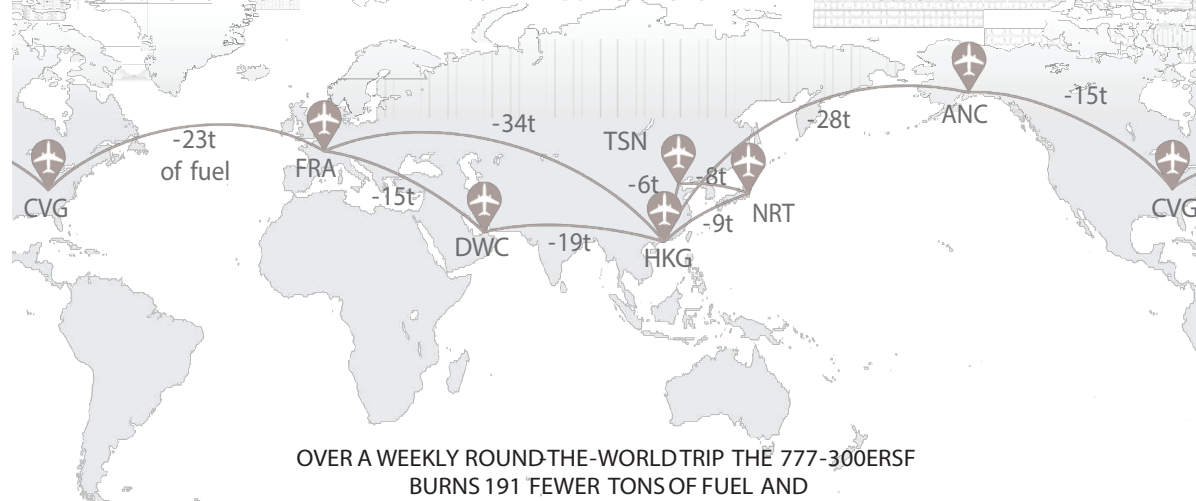 -34t
-28t
-15t
ANC
-23t
of fuel
TSN
FRA
-8t
-6t
-15t
CVG
NRT
CVG
-9t
DWC
-19t
HKG
OVER A WEEKLY ROUND-THE-WORLD TRIP THE 777-300ERSF
BURNS 191 FEWER TONS OF FUEL AND